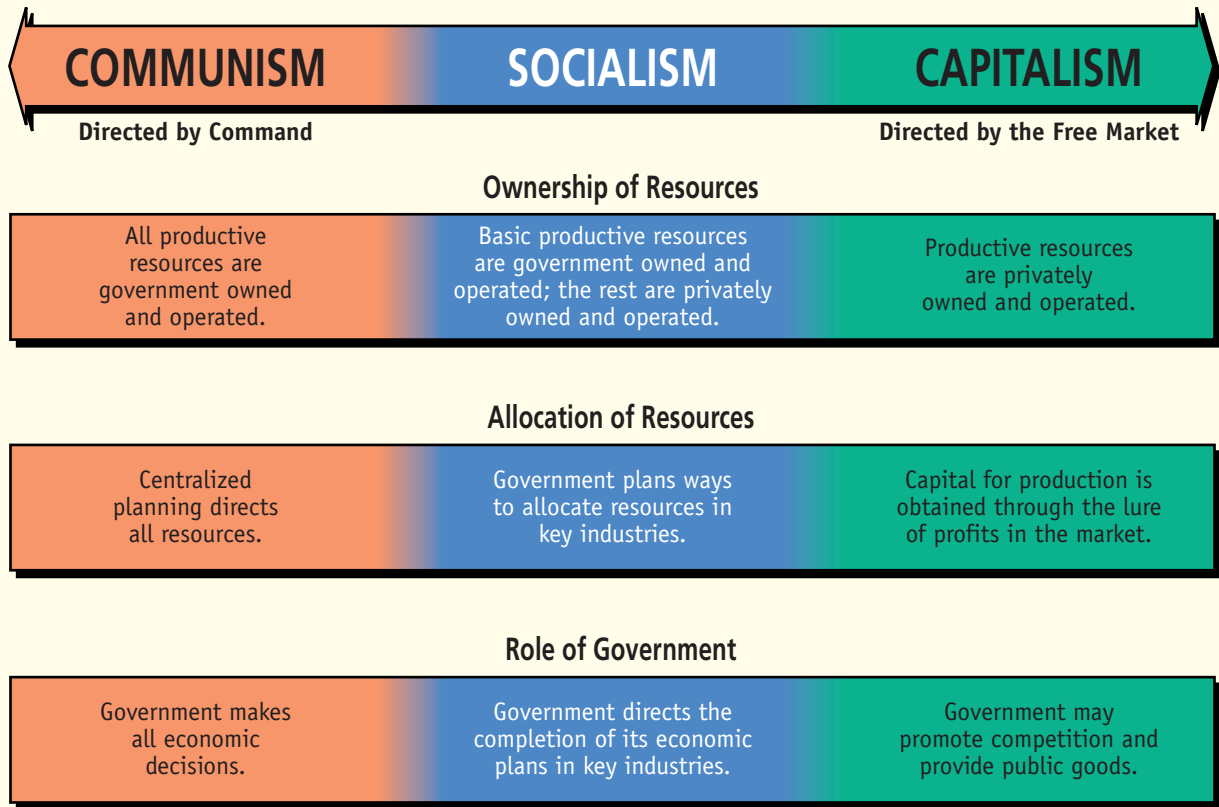 COMMUNISM
SOCIALISM
CAPITALISM
Directed by Command
Directed by the Free Market
Ownership of Resources
All productive
resources are
government owned
and operated.
Basic productive resources
are government owned and
operated; the rest are privately
owned and operated.
Productive resources
are privately
owned and operated.
Allocation of Resources
Centralized
planning directs
all resources.
Government plans ways
to allocate resources in
key industries.
Capital for production is
obtained through the lure
of profits in the market.
Role of Government
Government makes
all economic
decisions.
Government directs the
completion of its economic
plans in key industries.
Government may
promote competition and
provide public goods.